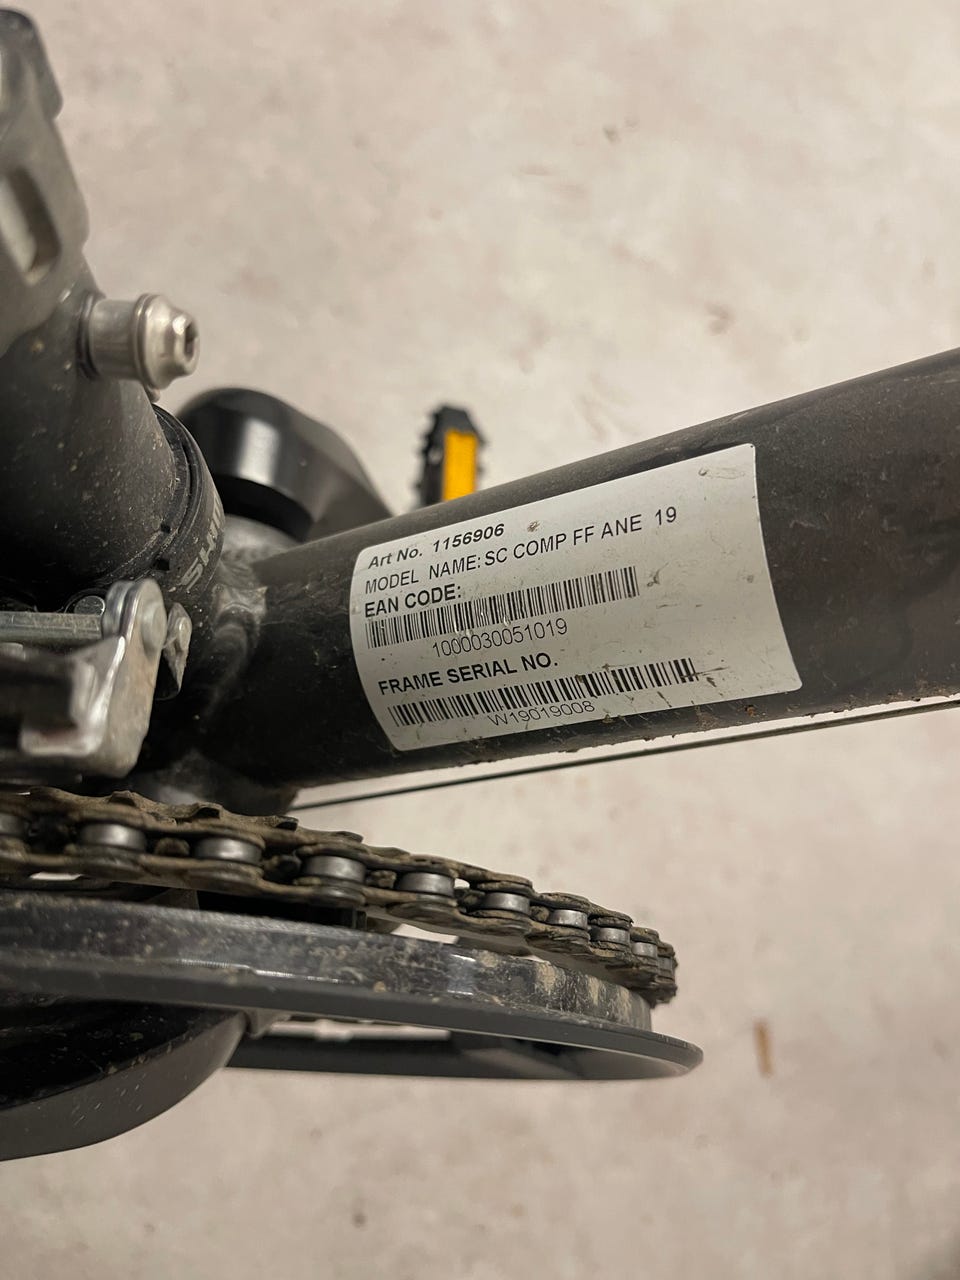 Art No. 1156906
MODEL NAME: SC COMP FF ANE 19
EAN CODE:
1000030051019
FRAME SERIAL NO.
W19019008